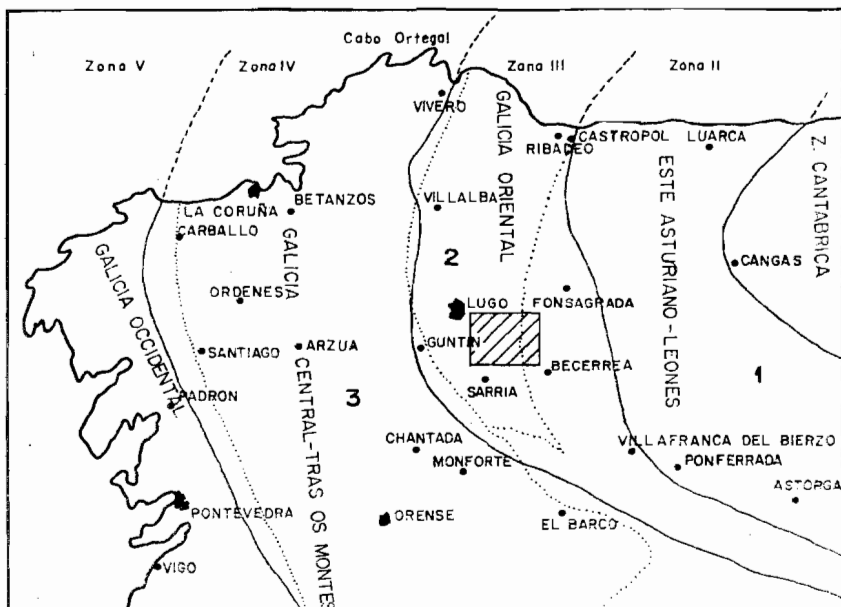 Cabo Ortegal
Zona V
Zona IV
Zona III
Zona II
VIVERO
GALICIA ORIENTAL
RIBADEO
CASTROPOL
LUARCA
Z. CANTABRICA
ESTE ASTURIANO-LEONES
LA CORUÑA
BETANZOS
VILLALBA
CARBALLO
GALICIA
GALICIA OCCIDENTAL
2
CANGAS
ORDENES
LUGO
FONSAGRADA
SANTIAGO
ARZUA
GUNTIN
BECERREA
1
SARRIA
PADRON
3
CENTRAL-TRAS OS MONTES
CHANTADA
MONFORTE
VILLAFRANCA DEL BIERZO
PONFERRADA
ASTORGA
PONTEVEDRA
ORENSE
EL BARCO
VIGO